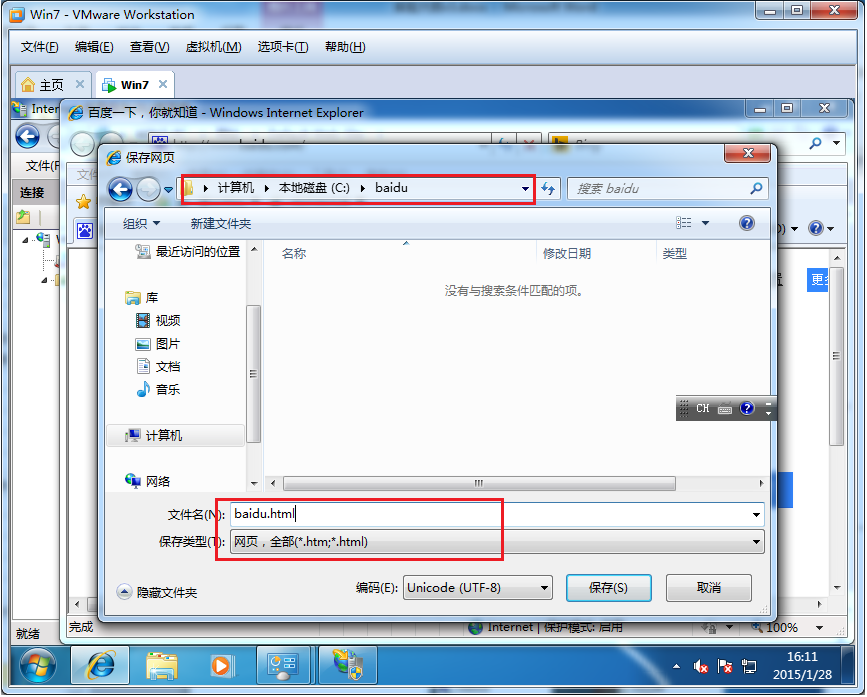 Win7 - VMware Workstation
文件(F) 编辑(E) 查看(V) 虚拟机(M) 选项卡(T) 帮助(H)
主页 Win7
百度一下，你就知道 - Windows Internet Explorer
保存网页
文件(F
连接
计算机 本地磁盘 (C:) baidu
搜索 baidu
组织 新建文件夹
最近访问的位置
名称 修改日期 类型
没有与搜索条件匹配的项。
库
视频
图片
文档
音乐
CH
计算机
网络
文件名(N): baidu.html
保存类型(T): 网页，全部(*.htm;*.html)
隐藏文件夹
编码(E): Unicode (UTF-8)
保存(S)
取消
完成
Internet | 保护模式: 启用
100%
就绪
16:11
2015/1/28